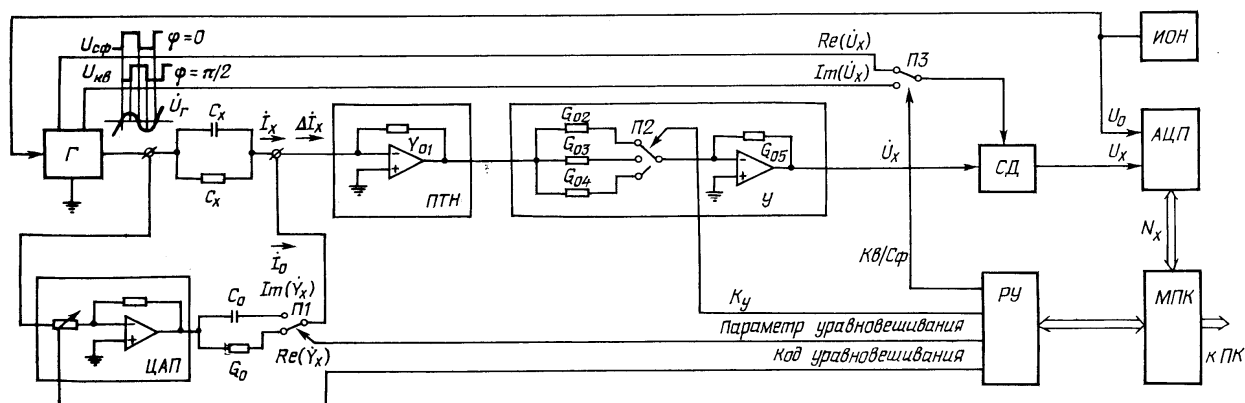 U_сф
φ=0
U_кв
φ=π/2
U̇_Г
Г
C_x
C_x
İ_x
Δİ_x
Y_01
ПТН
G_02
G_03
G_04
П2
G_05
У
U̇_x
Re(U̇_x)
Im(U̇_x)
П3
СД
ИОН
U_0
U_x
АЦП
N_x
МПК
к ПК
РУ
Кв/Сф
K_у
Параметр уравновешивания
Код уравновешивания
İ_0
ЦАП
C_0
G_0
Im(Ẏ_x)
П1
Re(Ẏ_x)